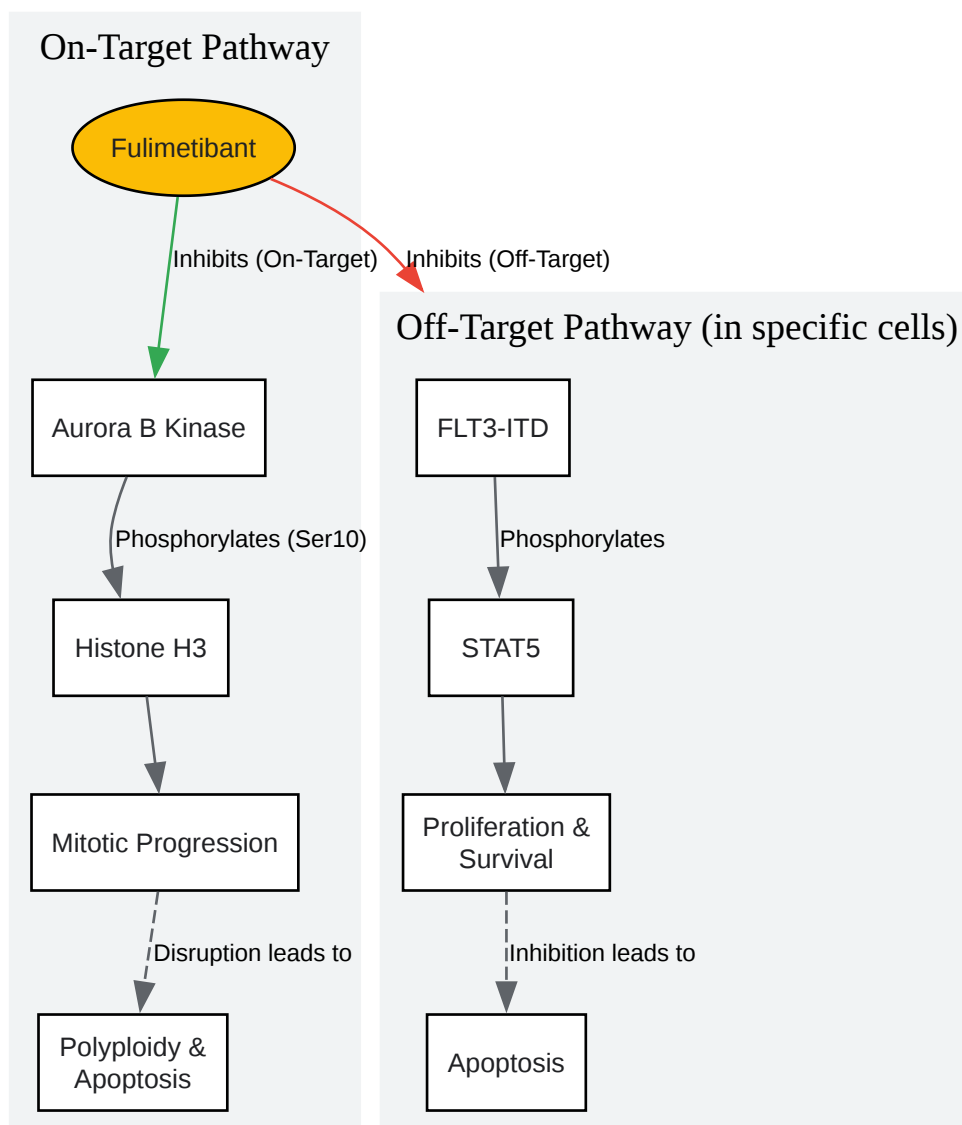 On-Target Pathway
Fulimetibant
Inhibits (On-Target)
Inhibits (Off-Target)
Off-Target Pathway (in specific cells)
Aurora B Kinase
FLT3-ITD
Phosphorylates (Ser10)
Phosphorylates
Histone H3
STAT5
Mitotic Progression
Proliferation &
Survival
Disruption leads to
Inhibition leads to
Polyploidy &
Apoptosis
Apoptosis